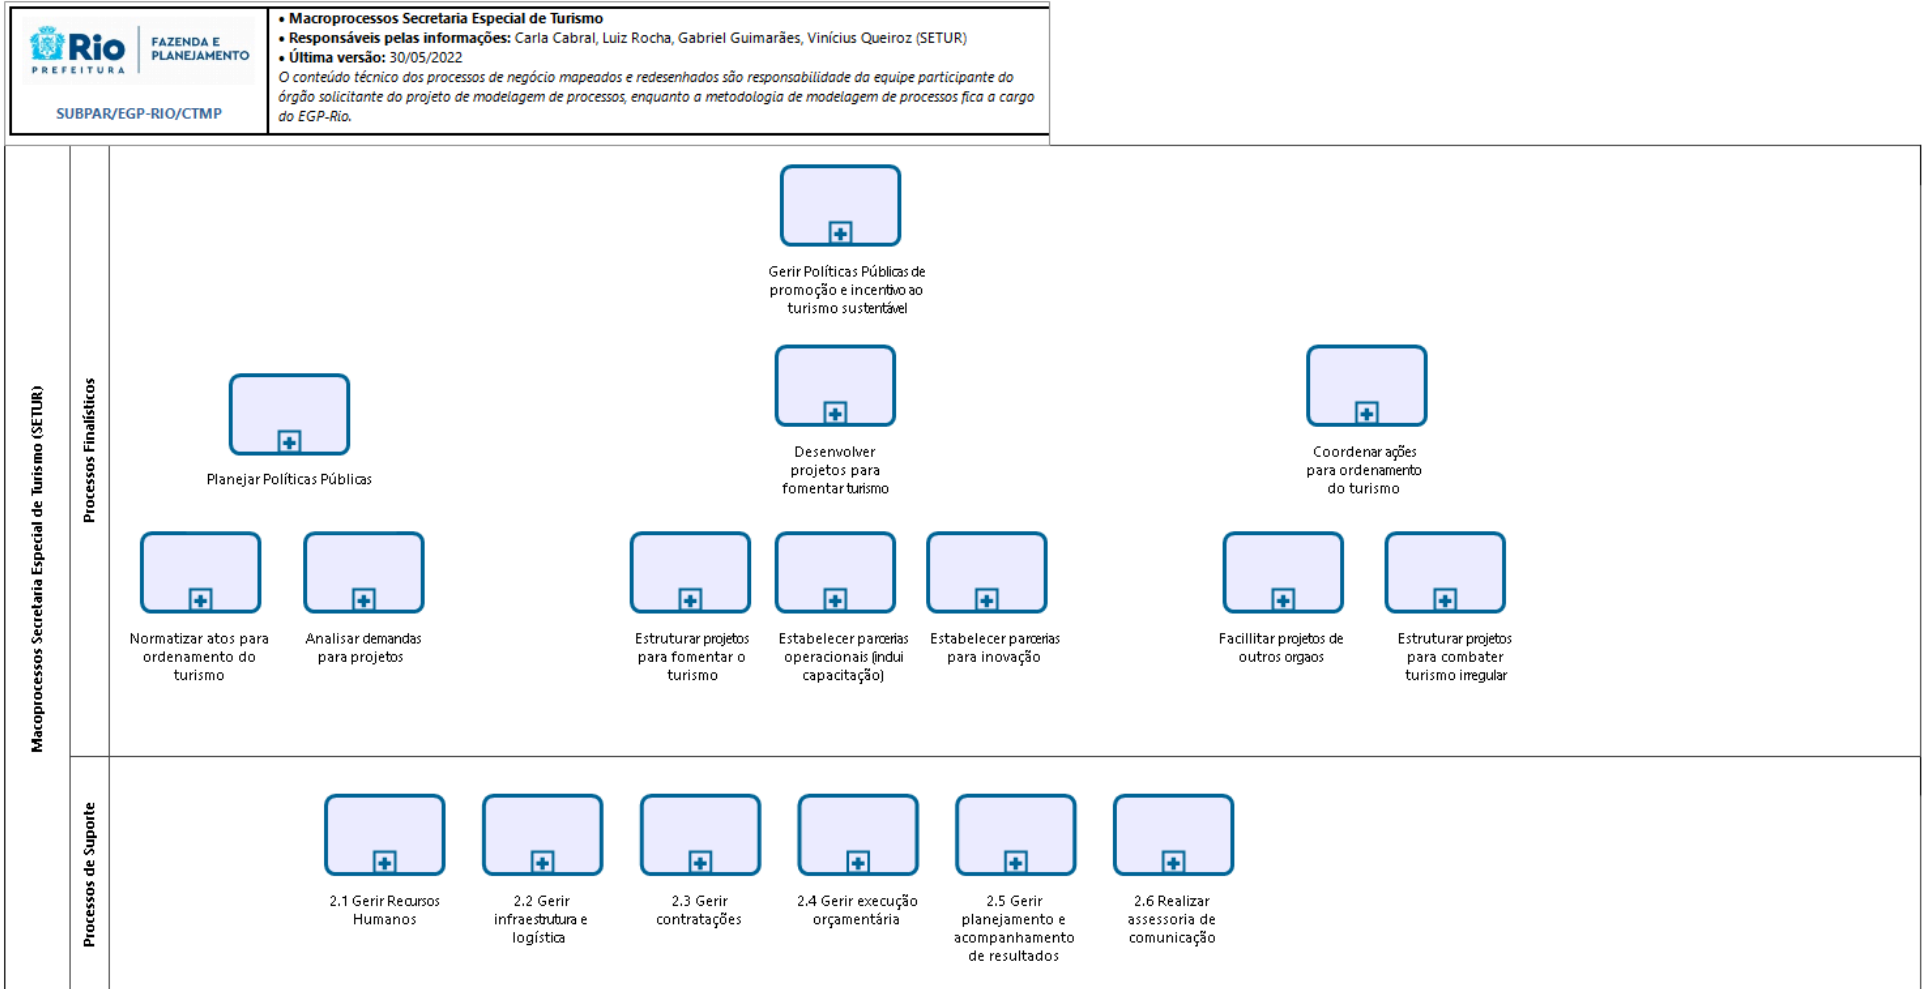 Rio
PREFEITURA
FAZENDA E
PLANEJAMENTO
SUBPAR/EGP-RIO/CTMP
• Macroprocessos Secretaria Especial de Turismo
• Responsáveis pelas informações: Carla Cabral, Luiz Rocha, Gabriel Guimarães, Vinícius Queiroz (SETUR)
• Última versão: 30/05/2022
O conteúdo técnico dos processos de negócio mapeados e redesenhados são responsabilidade da equipe participante do
órgão solicitante do projeto de modelagem de processos, enquanto a metodologia de modelagem de processos fica a cargo
do EGP-Rio.
Macoprocessos Secretaria Especial de Turismo (SETUR)
Processos Finalísticos
Gerir Políticas Públicas de
promoção e incentivo ao
turismo sustentável
Planejar Políticas Públicas
Desenvolver
projetos para
fomentar turismo
Coordenar ações
para ordenamento
do turismo
Normatizar atos para
ordenamento do
turismo
Analisar demandas
para projetos
Estruturar projetos
para fomentar o
turismo
Estabelecer parcerias
operacionais (inclui
capacitação)
Estabelecer parcerias
para inovação
Facillitar projetos de
outros orgaos
Estruturar projetos
para combater
turismo irregular
Processos de Suporte
2.1 Gerir Recursos
Humanos
2.2 Gerir
infraestrutura e
logística
2.3 Gerir
contratações
2.4 Gerir execução
orçamentária
2.5 Gerir
planejamento e
acompanhamento
de resultados
2.6 Realizar
assessoria de
comunicação